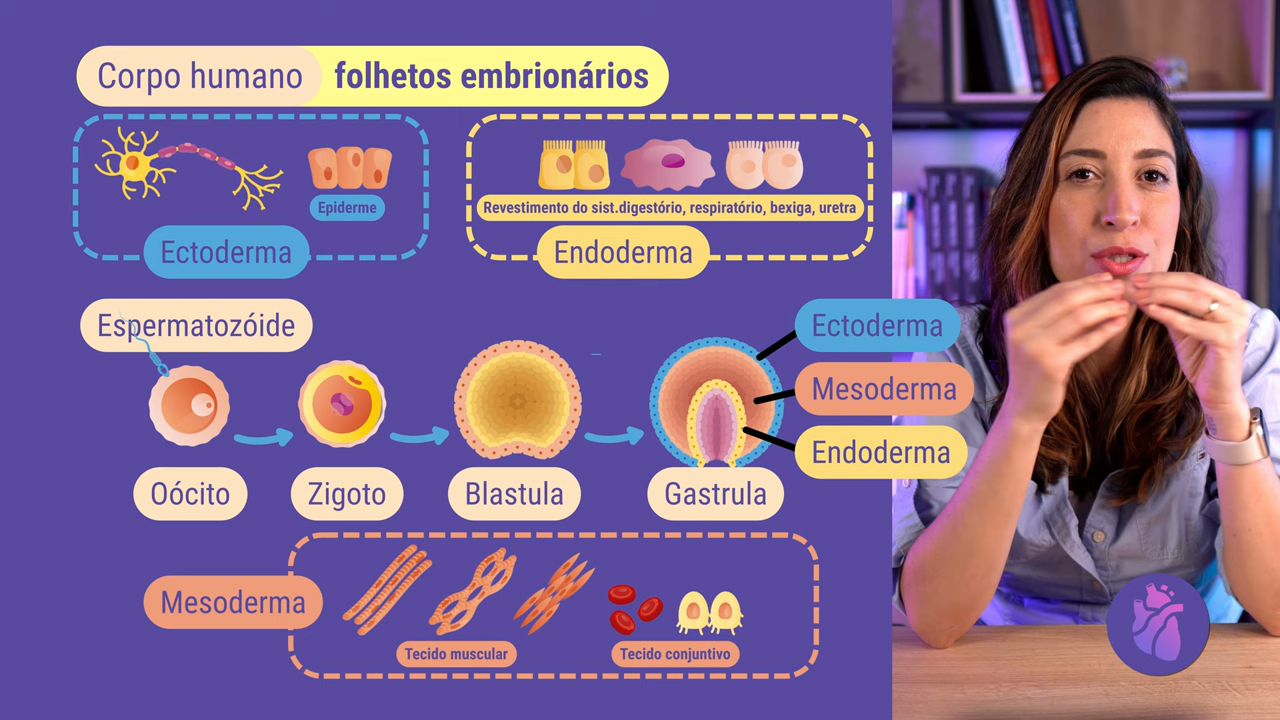 Corpo humano folhetos embrionários
Epiderme
Ectoderma
Revestimento do sist.digestório, respiratório, bexiga, uretra
Endoderma
Espermatozóide
Ectoderma
Mesoderma
Endoderma
Oócito
Zigoto
Blastula
Gastrula
Mesoderma
Tecido muscular
Tecido conjuntivo